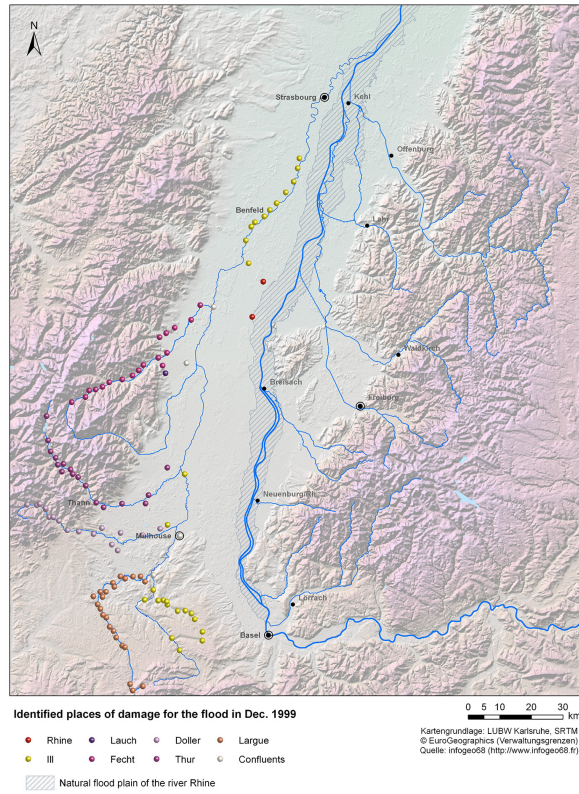 N
Strasbourg
Kehl
Offenburg
Benfeld
Lahr
Waldkirch
Breisach
Freiburg
Thann
Neuenburg/Rh.
Mulhouse
Lörrach
Basel
Identified places of damage for the flood in Dec. 1999
0 5 10 20 30
km
Kartengrundlage: LUBW Karlsruhe, SRTM
© EuroGeographics (Verwaltungsgrenzen)
Quelle: infogeo68 (http://www.infogeo68.fr)
Rhine Lauch Doller Largue
Ill Fecht Thur Confluents
Natural flood plain of the river Rhine